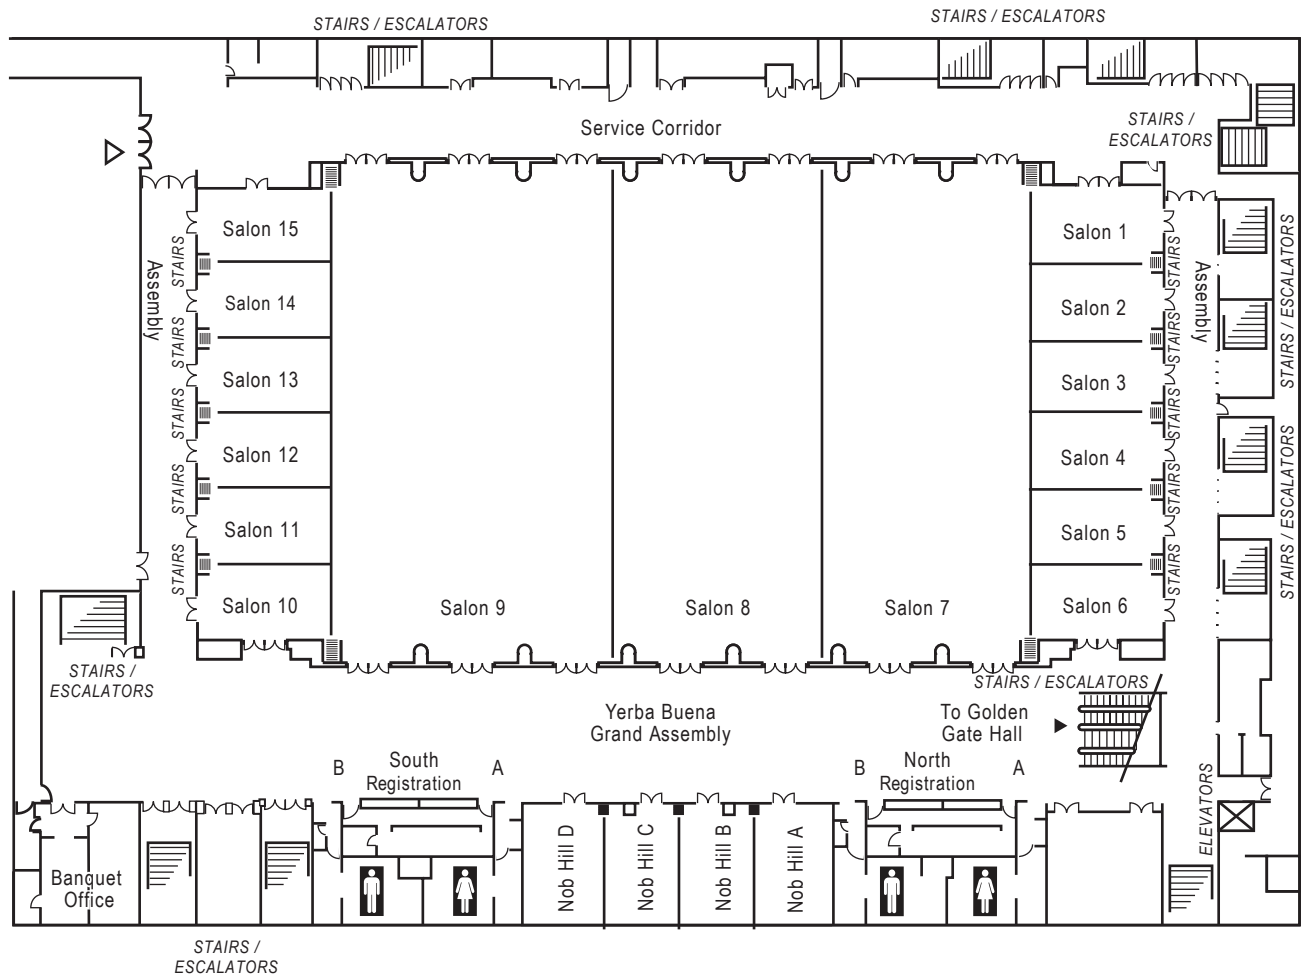 STAIRS / ESCALATORS
STAIRS / ESCALATORS
Service Corridor
STAIRS /
ESCALATORS
Salon 15
Salon 14
Salon 13
Salon 12
Salon 11
Salon 10
Assembly
STAIRS
STAIRS
STAIRS
STAIRS
STAIRS
Salon 9
Salon 8
Salon 7
Salon 1
Salon 2
Salon 3
Salon 4
Salon 5
Salon 6
STAIRS
STAIRS
STAIRS
STAIRS
STAIRS
Assembly
STAIRS / ESCALATORS
STAIRS / ESCALATORS
STAIRS /
ESCALATORS
Yerba Buena
Grand Assembly
STAIRS / ESCALATORS
To Golden
Gate Hall
B
South
Registration
A
B
North
Registration
A
ELEVATORS
Banquet
Office
Nob Hill D
Nob Hill C
Nob Hill B
Nob Hill A
STAIRS /
ESCALATORS